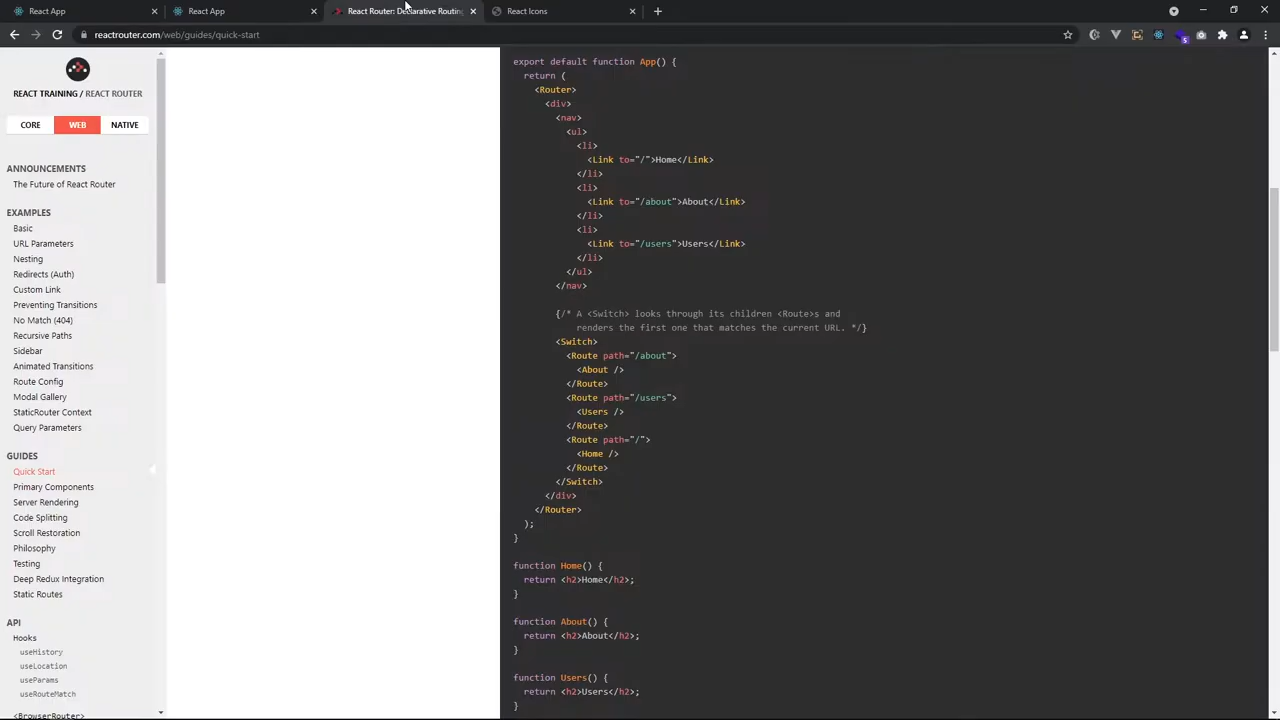 React App
React App
React Router: Declarative Routing
React Icons
reactrouter.com/web/guides/quick-start
REACT TRAINING / REACT ROUTER
CORE
WEB
NATIVE
ANNOUNCEMENTS
The Future of React Router
EXAMPLES
Basic
URL Parameters
Nesting
Redirects (Auth)
Custom Link
Preventing Transitions
No Match (404)
Recursive Paths
Sidebar
Animated Transitions
Route Config
Modal Gallery
StaticRouter Context
Query Parameters
GUIDES
Quick Start
Primary Components
Server Rendering
Code Splitting
Scroll Restoration
Philosophy
Testing
Deep Redux Integration
Static Routes
API
Hooks
useHistory
useLocation
useParams
useRouteMatch
<BrowserRouter>
export default function App() {
  return (
    <Router>
      <div>
        <nav>
          <ul>
            <li>
              <Link to="/">Home</Link>
            </li>
            <li>
              <Link to="/about">About</Link>
            </li>
            <li>
              <Link to="/users">Users</Link>
            </li>
          </ul>
        </nav>
        {/* A <Switch> looks through its children <Route>s and
            renders the first one that matches the current URL. */}
        <Switch>
          <Route path="/about">
            <About />
          </Route>
          <Route path="/users">
            <Users />
          </Route>
          <Route path="/">
            <Home />
          </Route>
        </Switch>
      </div>
    </Router>
  );
}
function Home() {
  return <h2>Home</h2>;
}
function About() {
  return <h2>About</h2>;
}
function Users() {
  return <h2>Users</h2>;
}